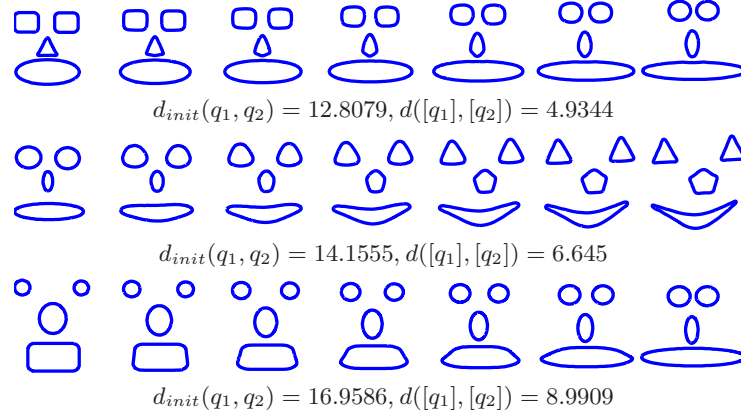 d_{init}(q_1, q_2) = 12.8079, d([q_1], [q_2]) = 4.9344
d_{init}(q_1, q_2) = 14.1555, d([q_1], [q_2]) = 6.645
d_{init}(q_1, q_2) = 16.9586, d([q_1], [q_2]) = 8.9909